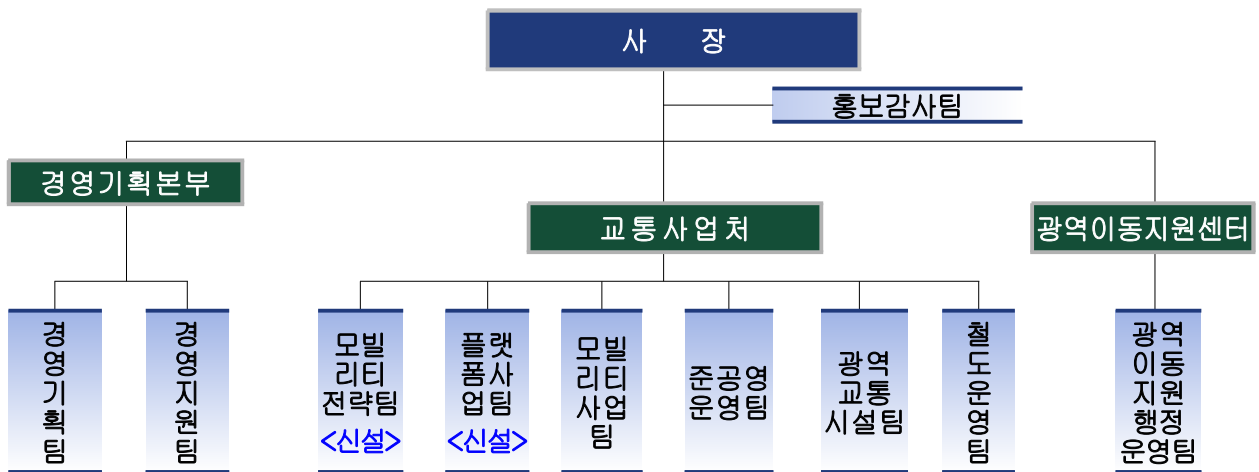 사 장
홍보감사팀
경영기획본부
교통사업처
광역이동지원센터
경
영
기
획
팀
경
영
지
원
팀
모빌
리티
전략팀
<신설>
플랫
폼사
업팀
<신설>
모빌
리티
사업
팀
준공영
운영팀
광역
교통
시설팀
철
도
운
영
팀
광역
이동
지원
행정
운영팀